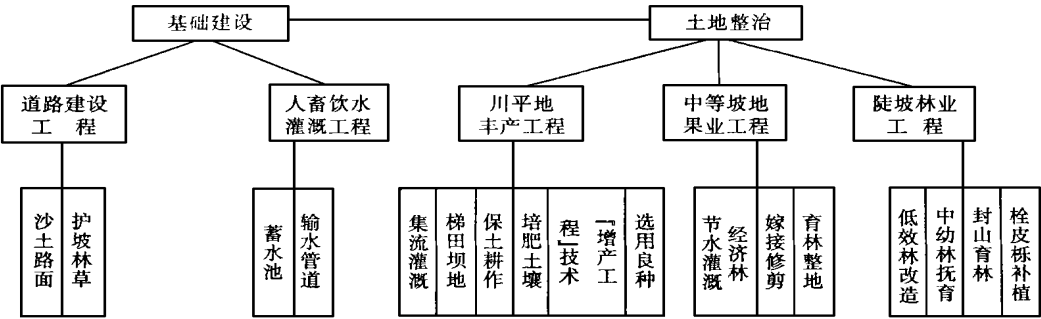 基础建设
土地整治
道路建设
工 程
人畜饮水
灌溉工程
川平地
丰产工程
中等坡地
果业工程
陡坡林业
工 程
沙土路面
护坡林草
蓄水池
输水管道
集流灌溉
梯田坝地
保土耕作
培肥土壤
「增产工
程」技术
选用良种
节水灌溉
经济林
嫁接修剪
育林整地
低效林改造
中幼林抚育
封山育林
栓皮栎补植